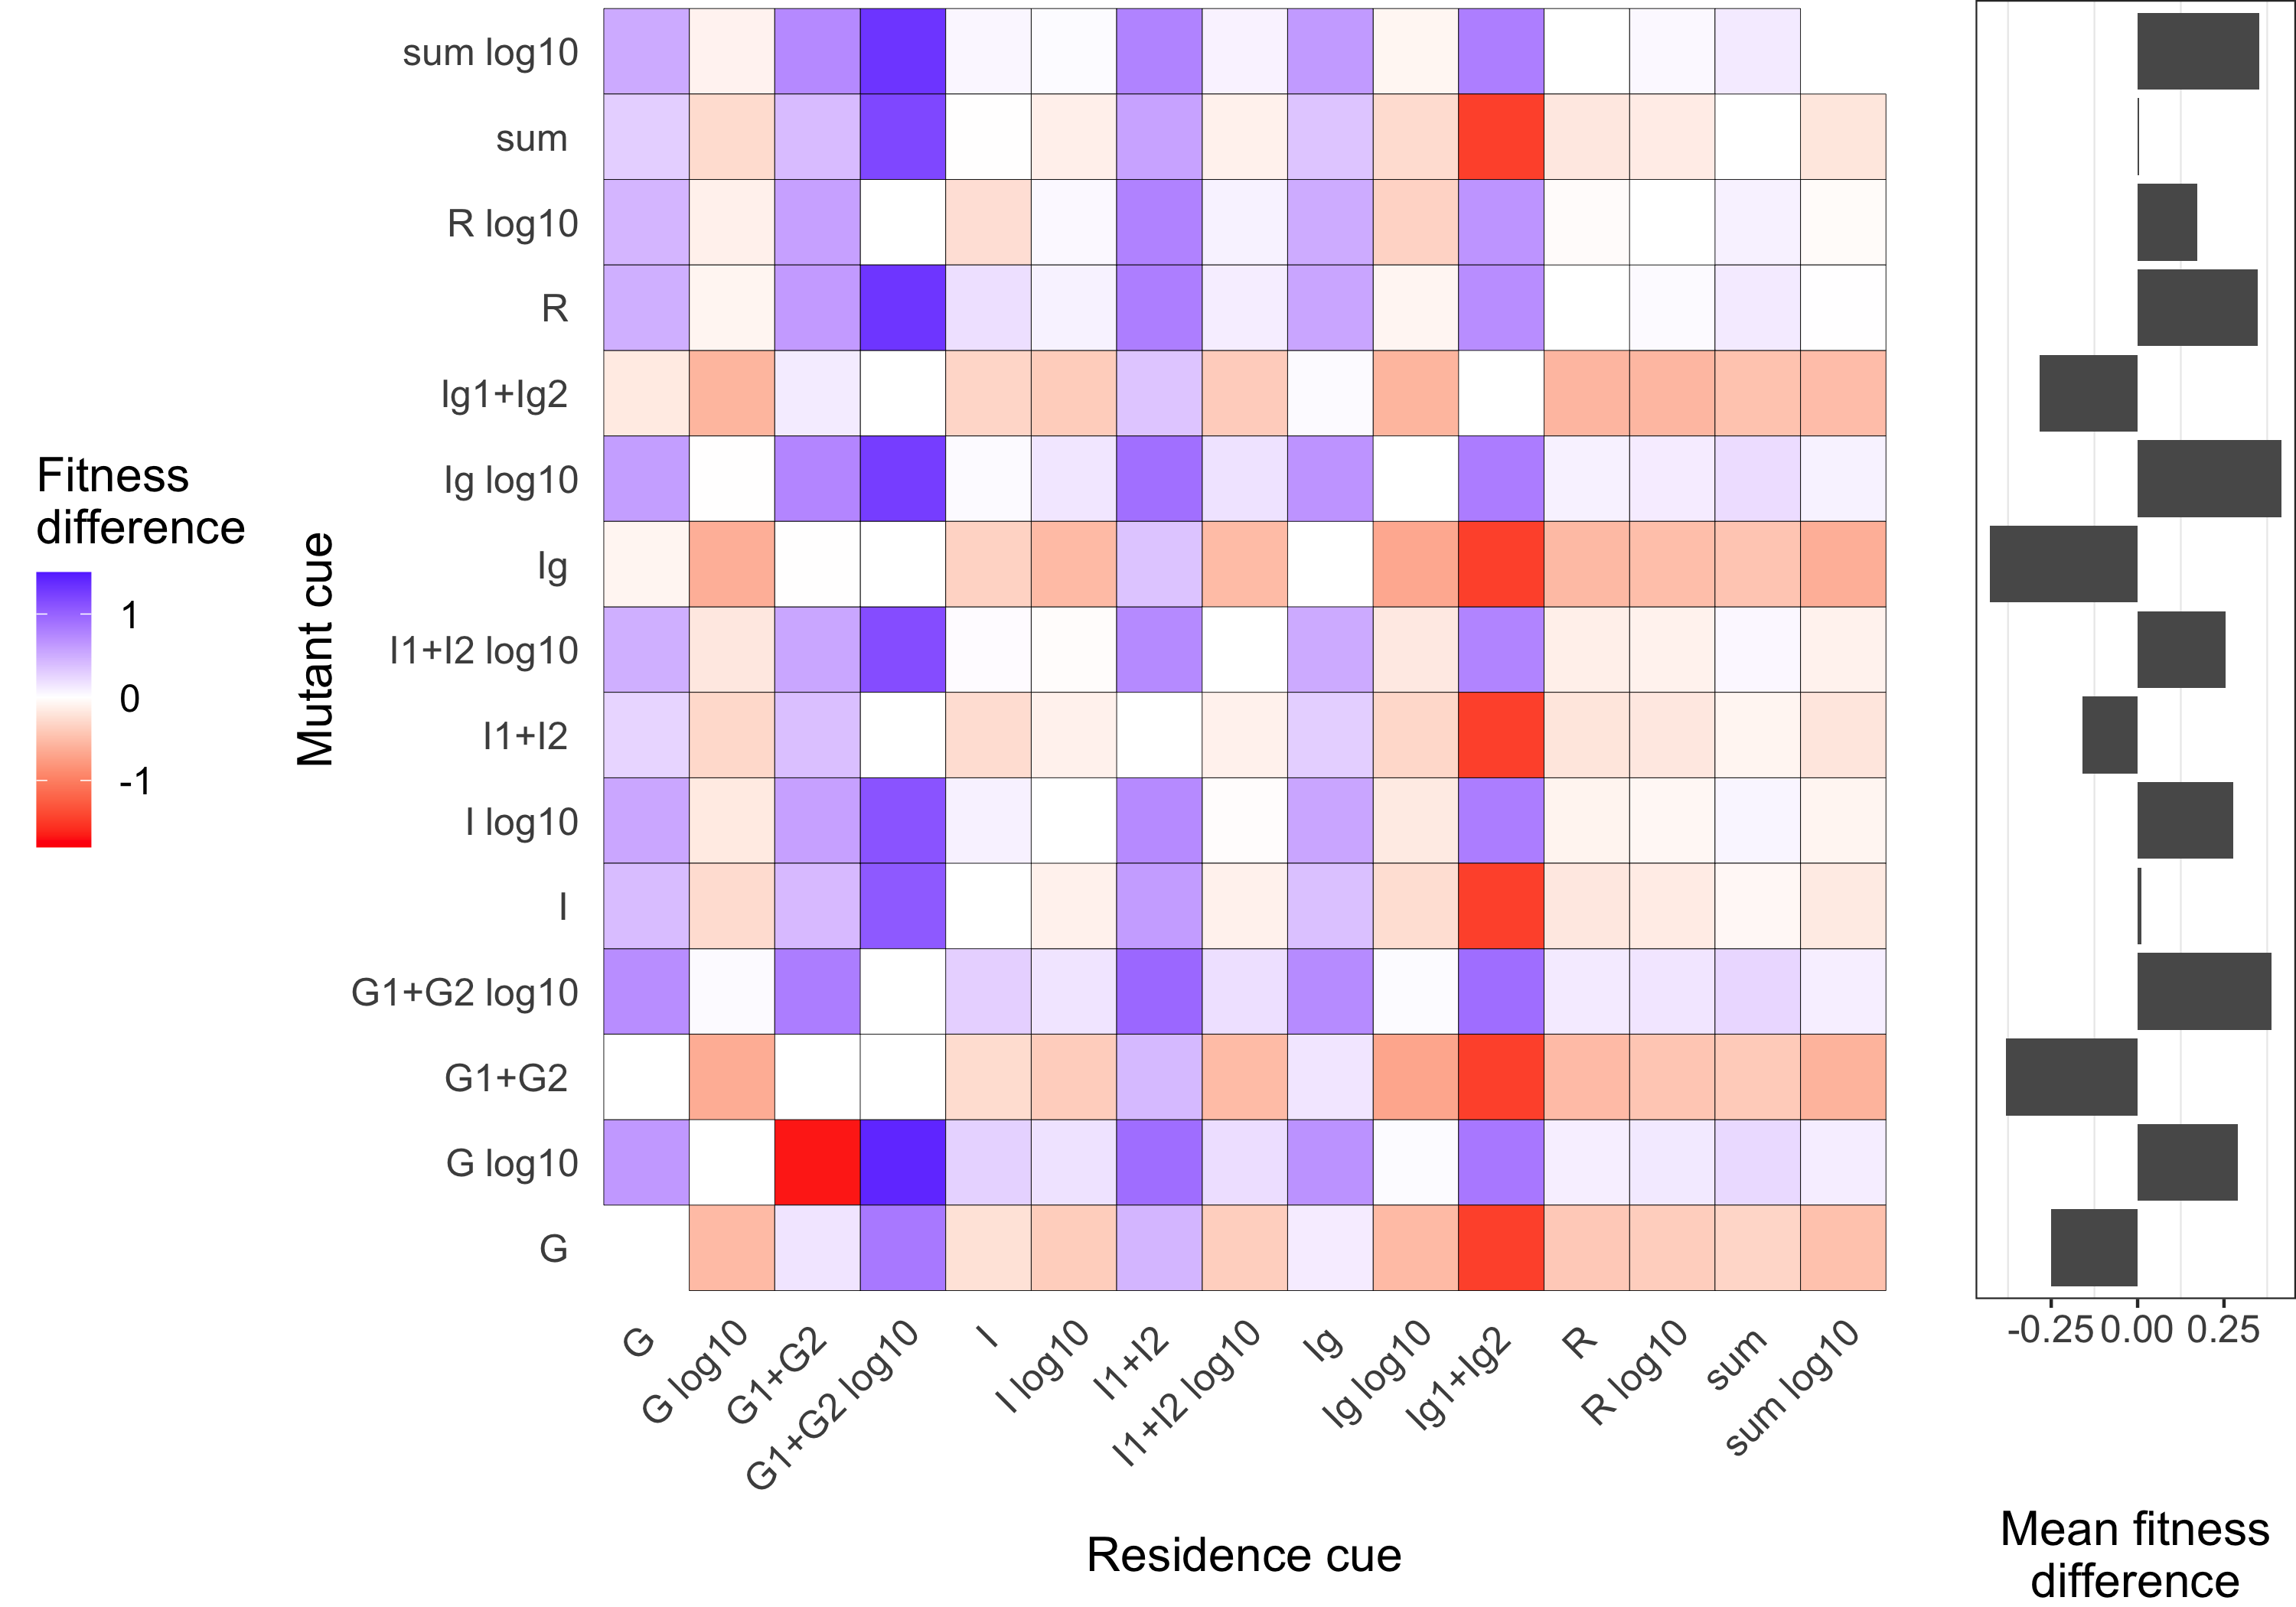 Fitness
difference
1
0
-1
Mutant cue
sum log10
sum
R log10
R
Ig1+Ig2
Ig log10
Ig
I1+I2 log10
I1+I2
I log10
I
G1+G2 log10
G1+G2
G log10
G
G
G log10
G1+G2
G1+G2 log10
I
I log10
I1+I2
I1+I2 log10
Ig
Ig log10
Ig1+Ig2
R
R log10
sum
sum log10
Residence cue
-0.25 0.00 0.25
Mean fitness
difference